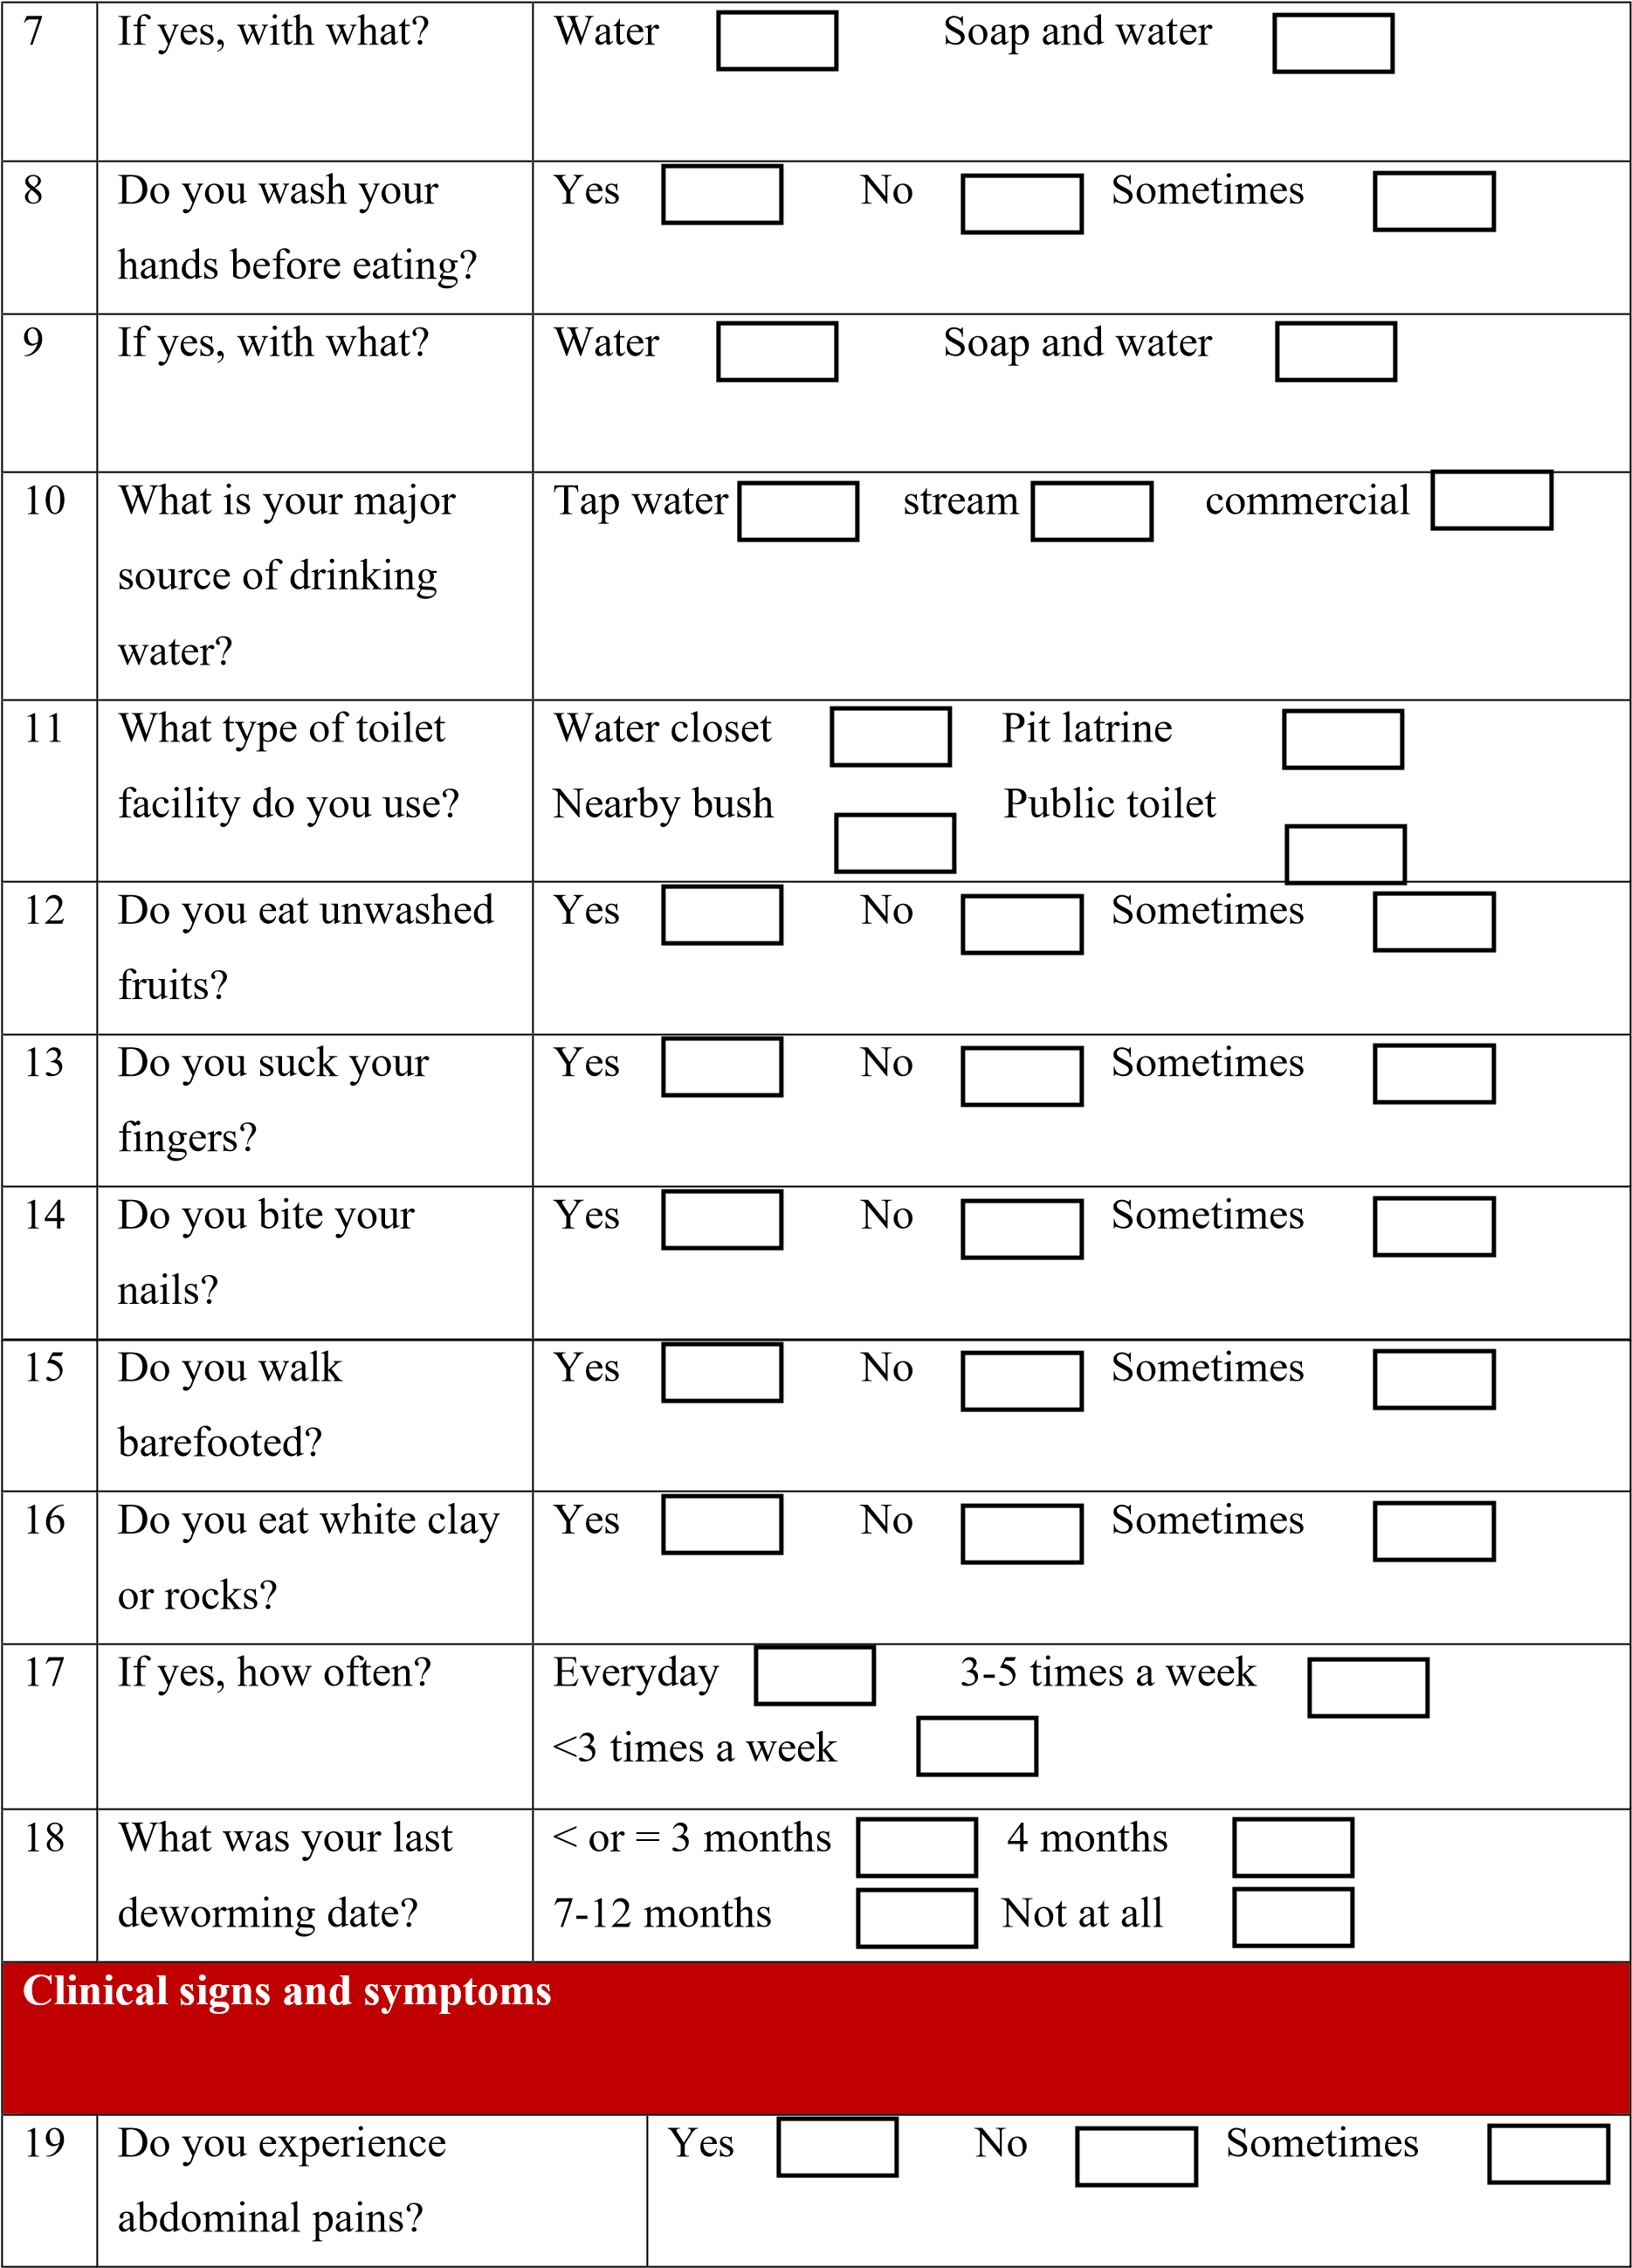 7 If yes, with what? Water Soap and water
8 Do you wash your Yes No Sometimes
hands before eating?
9 If yes, with what? Water Soap and water
10 What is your major Tap water stream commercial
source of drinking
water?
11 What type of toilet Water closet Pit latrine
facility do you use? Nearby bush Public toilet
12 Do you eat unwashed Yes No Sometimes
fruits?
13 Do you suck your Yes No Sometimes
fingers?
14 Do you bite your Yes No Sometimes
nails?
15 Do you walk Yes No Sometimes
barefooted?
16 Do you eat white clay Yes No Sometimes
or rocks?
17 If yes, how often? Everyday 3-5 times a week
<3 times a week
18 What was your last < or = 3 months 4 months
deworming date? 7-12 months Not at all
Clinical signs and symptoms
19 Do you experience Yes No Sometimes
abdominal pains?